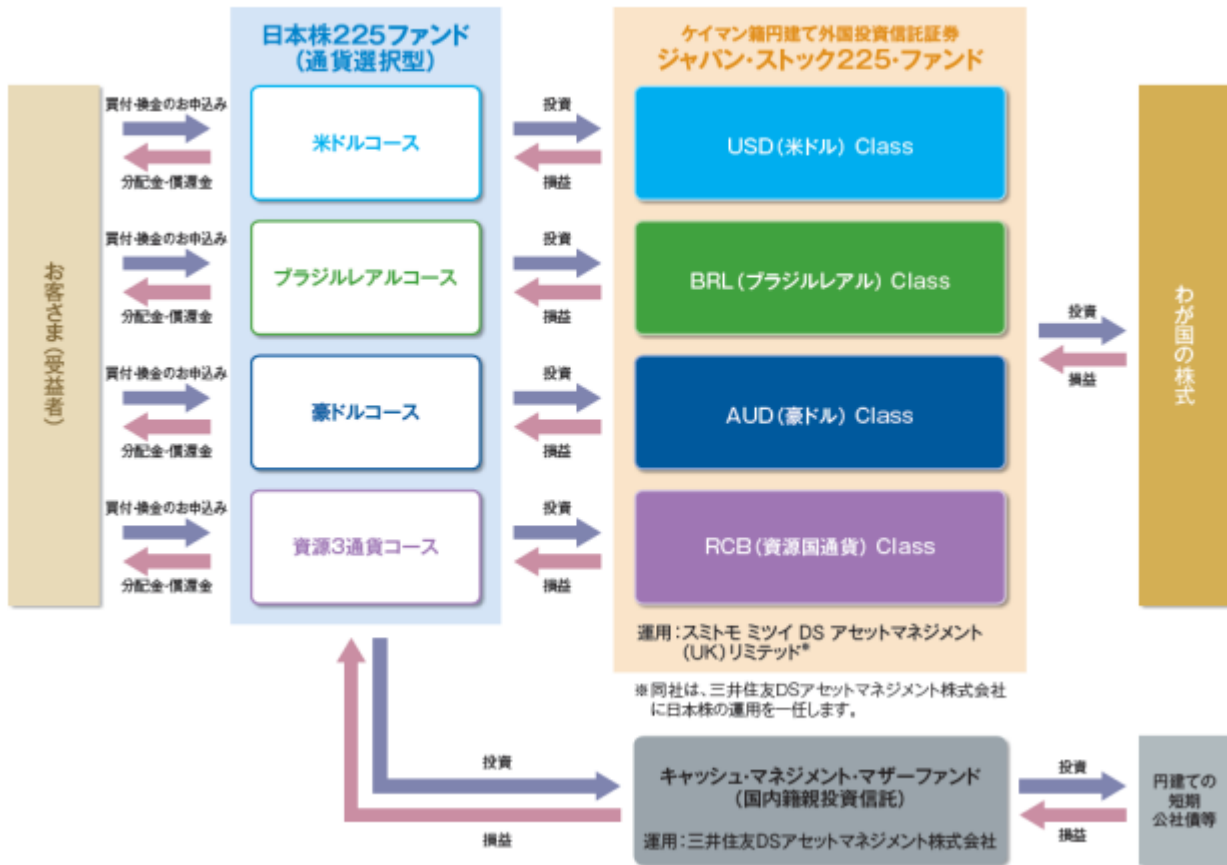 日本株225ファンド
(通貨選択型)
ケイマン籍円建て外国投資信託証券
ジャパン・ストック225・ファンド
お客さま(受益者)
買付・換金のお申込み
分配金・償還金
米ドルコース
投資
損益
USD(米ドル) Class
買付・換金のお申込み
分配金・償還金
ブラジルレアルコース
投資
損益
BRL(ブラジルレアル) Class
買付・換金のお申込み
分配金・償還金
豪ドルコース
投資
損益
AUD(豪ドル) Class
買付・換金のお申込み
分配金・償還金
資源3通貨コース
投資
損益
RCB(資源国通貨) Class
投資
損益
わが国の株式
運用:スミトモ ミツイ DS アセットマネジメント
(UK)リミテッド※
※同社は、三井住友DSアセットマネジメント株式会社
に日本株の運用を一任します。
投資
損益
キャッシュ・マネジメント・マザーファンド
(国内籍親投資信託)
運用:三井住友DSアセットマネジメント株式会社
投資
損益
円建ての
短期
公社債等